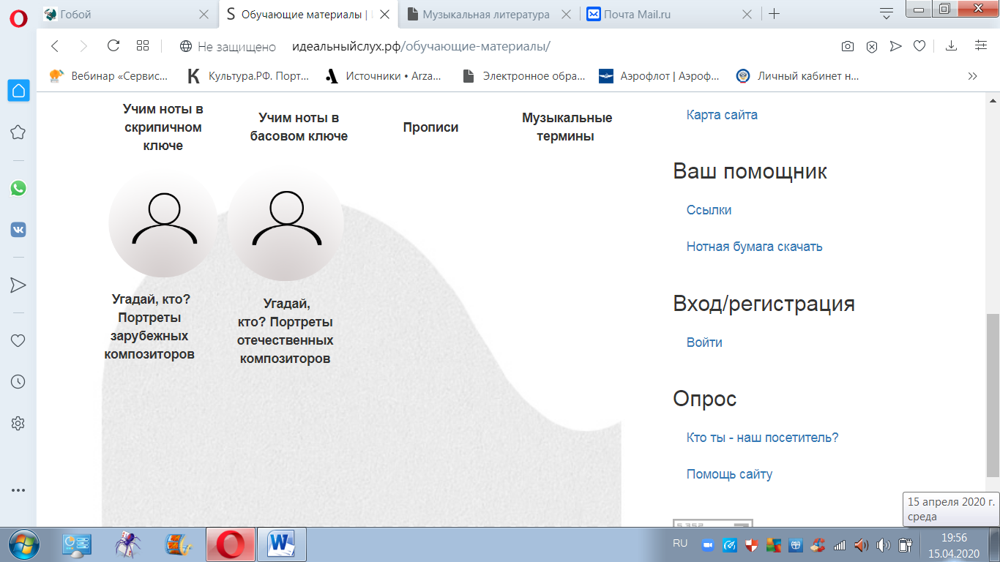 Гобой
Обучающие материалы |
Музыкальная литература
Почта Mail.ru
Не защищено
идеальныйслух.рф/обучающие-материалы/
Вебинар «Сервис...
Культура.РФ. Порт...
Источники • Arza...
Электронное обра...
Аэрофлот | Аэроф...
Личный кабинет н...
Учим ноты в
скрипичном
ключе
Учим ноты в
басовом ключе
Прописи
Музыкальные
термины
Угадай, кто?
Портреты
зарубежных
композиторов
Угадай,
кто? Портреты
отечественных
композиторов
Карта сайта
Ваш помощник
Ссылки
Нотная бумага скачать
Вход/регистрация
Войти
Опрос
Кто ты - наш посетитель?
Помощь сайту
15 апреля 2020 г.
среда
RU
19:56
15.04.2020